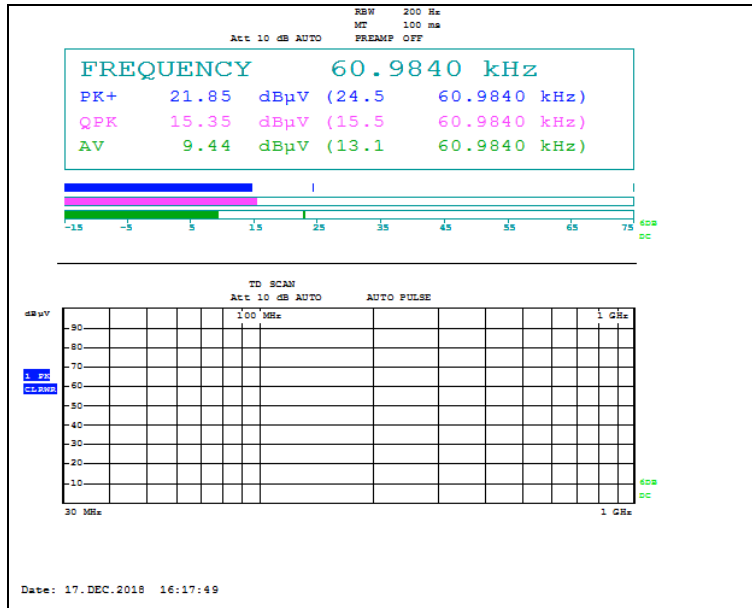 RBW 200 Hz
MT 100 ms
Att 10 dB AUTO PREAMP OFF
FREQUENCY 60.9840 kHz
PK+ 21.85 dBµV (24.5 60.9840 kHz)
QPK 15.35 dBµV (15.5 60.9840 kHz)
AV 9.44 dBµV (13.1 60.9840 kHz)
-15 -5 5 15 25 35 45 55 65 75
6DB
DC
TD SCAN
Att 10 dB AUTO AUTO PULSE
dBµV
100 MHz 1 GHz
90
80
70
1 PK
60
CLRWR
50
40
30
20
10
6DB
DC
30 MHz 1 GHz
Date: 17.DEC.2018 16:17:49